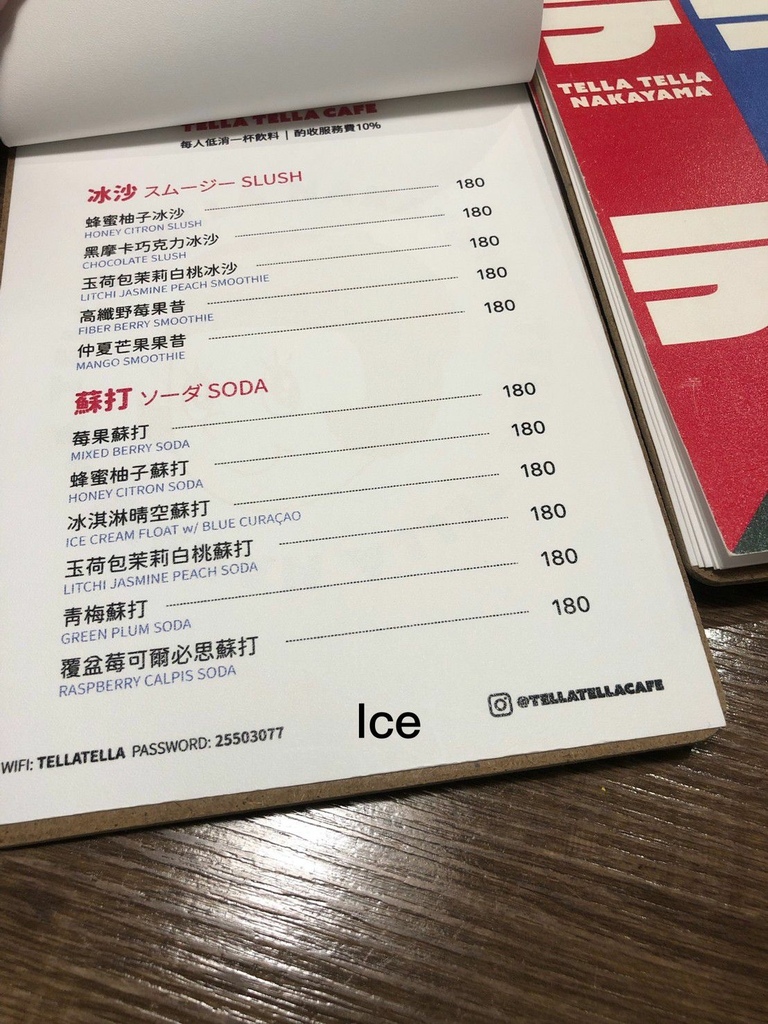 TELLA TELLA CAFE
每人低消一杯飲料 | 酌收服務費10%
冰沙 スムージー SLUSH
蜂蜜柚子冰沙 180
HONEY CITRON SLUSH
黑摩卡巧克力冰沙 180
CHOCOLATE SLUSH
玉荷包茉莉白桃冰沙 180
LITCHI JASMINE PEACH SMOOTHIE
高纖野莓果昔 180
FIBER BERRY SMOOTHIE
仲夏芒果果昔 180
MANGO SMOOTHIE
蘇打 ソーダ SODA
莓果蘇打 180
MIXED BERRY SODA
蜂蜜柚子蘇打 180
HONEY CITRON SODA
冰淇淋晴空蘇打 180
ICE CREAM FLOAT w/ BLUE CURAÇAO
玉荷包茉莉白桃蘇打 180
LITCHI JASMINE PEACH SODA
青梅蘇打 180
GREEN PLUM SODA
覆盆莓可爾必思蘇打 180
RASPBERRY CALPIS SODA
WIFI: TELLATELLA PASSWORD: 25503077
Ice
@TELLATELLACAFE
TELLA TELLA
NAKAYAMA